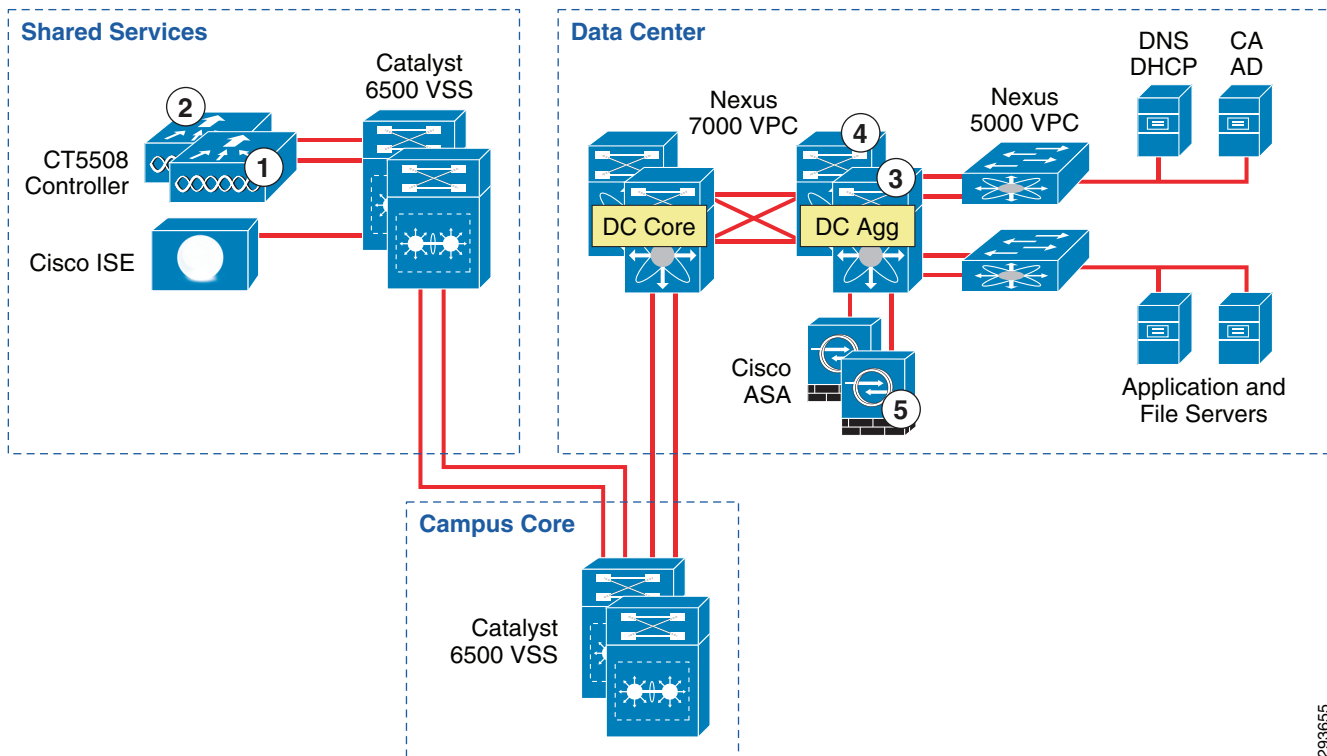 Shared Services
Catalyst
6500 VSS
2
1
CT5508
Controller
Cisco ISE
Data Center
DNS
DHCP
CA
AD
Nexus
7000 VPC
Nexus
5000 VPC
4
3
DC Core
DC Agg
Cisco
ASA
5
Application and
File Servers
Campus Core
Catalyst
6500 VSS
293655